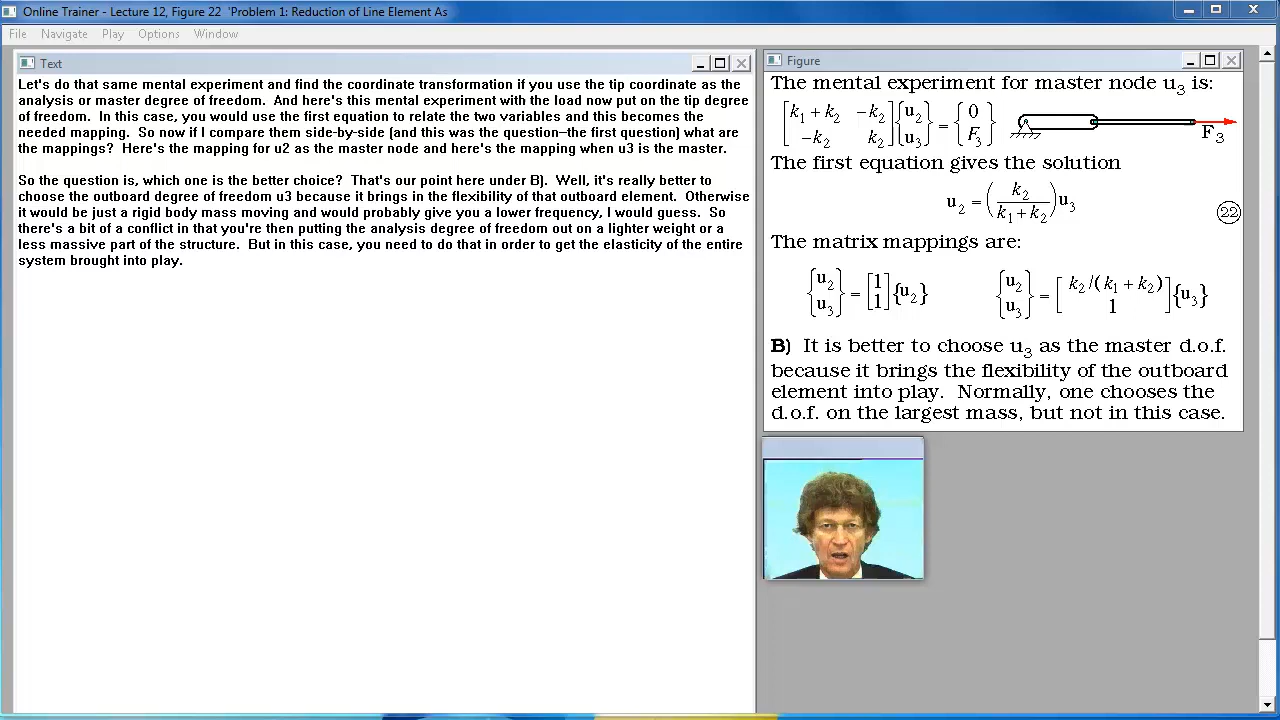 Online Trainer - Lecture 12, Figure 22  'Problem 1: Reduction of Line Element As
File Navigate Play Options Window
Text
Let's do that same mental experiment and find the coordinate transformation if you use the tip coordinate as the
analysis or master degree of freedom.  And here's this mental experiment with the load now put on the tip degree
of freedom.  In this case, you would use the first equation to relate the two variables and this becomes the
needed mapping.  So now if I compare them side-by-side (and this was the question–the first question) what are
the mappings?  Here's the mapping for u2 as the master node and here's the mapping when u3 is the master.
So the question is, which one is the better choice?  That's our point here under B).  Well, it's really better to
choose the outboard degree of freedom u3 because it brings in the flexibility of that outboard element.  Otherwise
it would be just a rigid body mass moving and would probably give you a lower frequency, I would guess.  So
there's a bit of a conflict in that you're then putting the analysis degree of freedom out on a lighter weight or a
less massive part of the structure.  But in this case, you need to do that in order to get the elasticity of the entire
system brought into play.
Figure
The mental experiment for master node u₃ is:
[k₁ + k₂  −k₂] {u₂} = {0}
[−k₂  k₂] {u₃} = {F₃}
F₃
The first equation gives the solution
u₂ = (k₂ / (k₁ + k₂)) u₃
22
The matrix mappings are:
{u₂ u₃} = [1 1] {u₂}  {u₂ u₃} = [k₂ /( k₁ + k₂) 1] {u₃}
B)  It is better to choose u₃ as the master d.o.f.
because it brings the flexibility of the outboard
element into play.  Normally, one chooses the
d.o.f. on the largest mass, but not in this case.